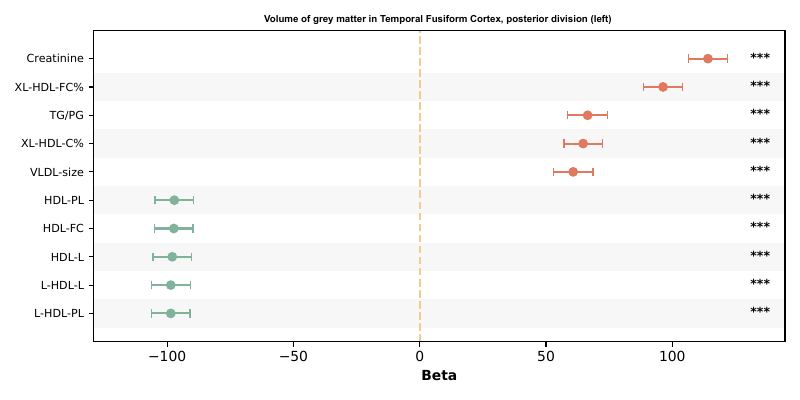 Volume of grey matter in Temporal Fusiform Cortex, posterior division (left)
Creatinine ***
XL-HDL-FC% ***
TG/PG ***
XL-HDL-C% ***
VLDL-size ***
HDL-PL ***
HDL-FC ***
HDL-L ***
L-HDL-L ***
L-HDL-PL ***
−100 −50 0 50 100
Beta